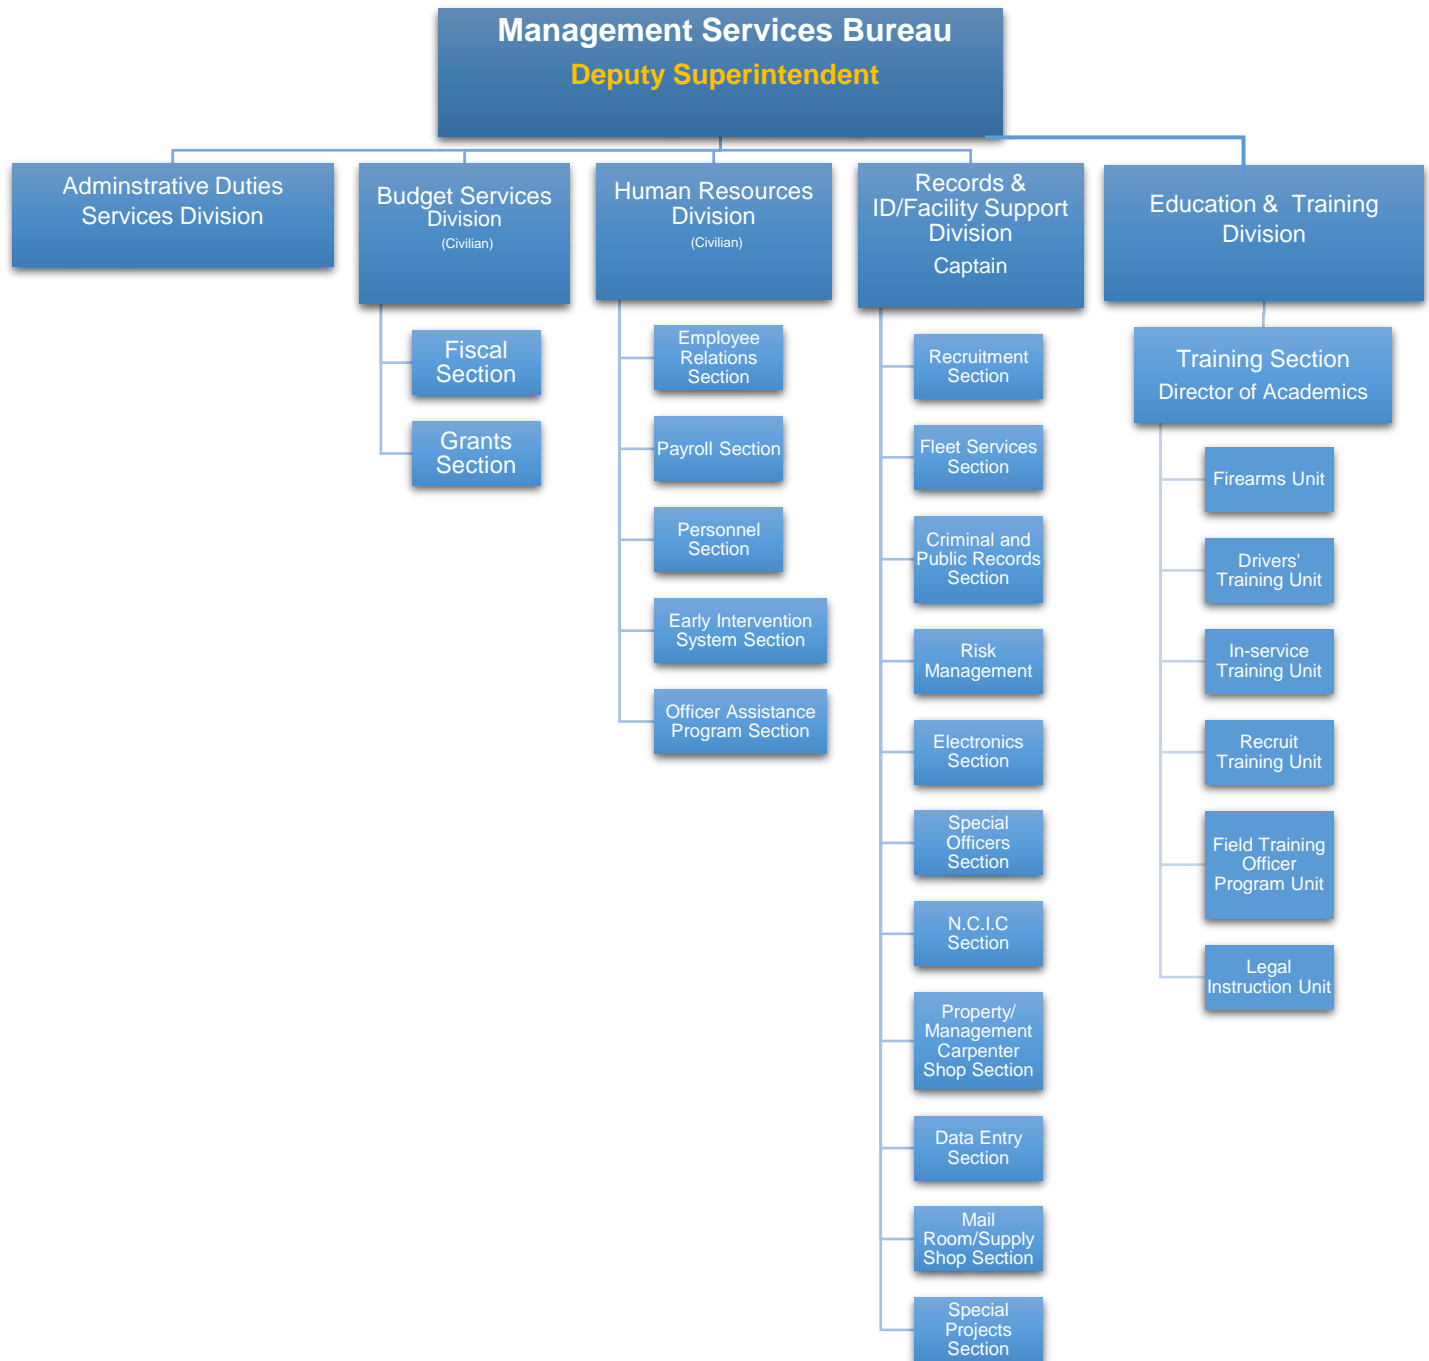 Management Services Bureau
Deputy Superintendent
Adminstrative Duties
Services Division
Budget Services
Division
(Civilian)
Fiscal
Section
Grants
Section
Human Resources
Division
(Civilian)
Employee
Relations
Section
Payroll Section
Personnel
Section
Early Intervention
System Section
Officer Assistance
Program Section
Records &
ID/Facility Support
Division
Captain
Recruitment
Section
Fleet Services
Section
Criminal and
Public Records
Section
Risk
Management
Electronics
Section
Special
Officers
Section
N.C.I.C
Section
Property/
Management
Carpenter
Shop Section
Data Entry
Section
Mail
Room/Supply
Shop Section
Special
Projects
Section
Education & Training
Division
Training Section
Director of Academics
Firearms Unit
Drivers'
Training Unit
In-service
Training Unit
Recruit
Training Unit
Field Training
Officer
Program Unit
Legal
Instruction Unit